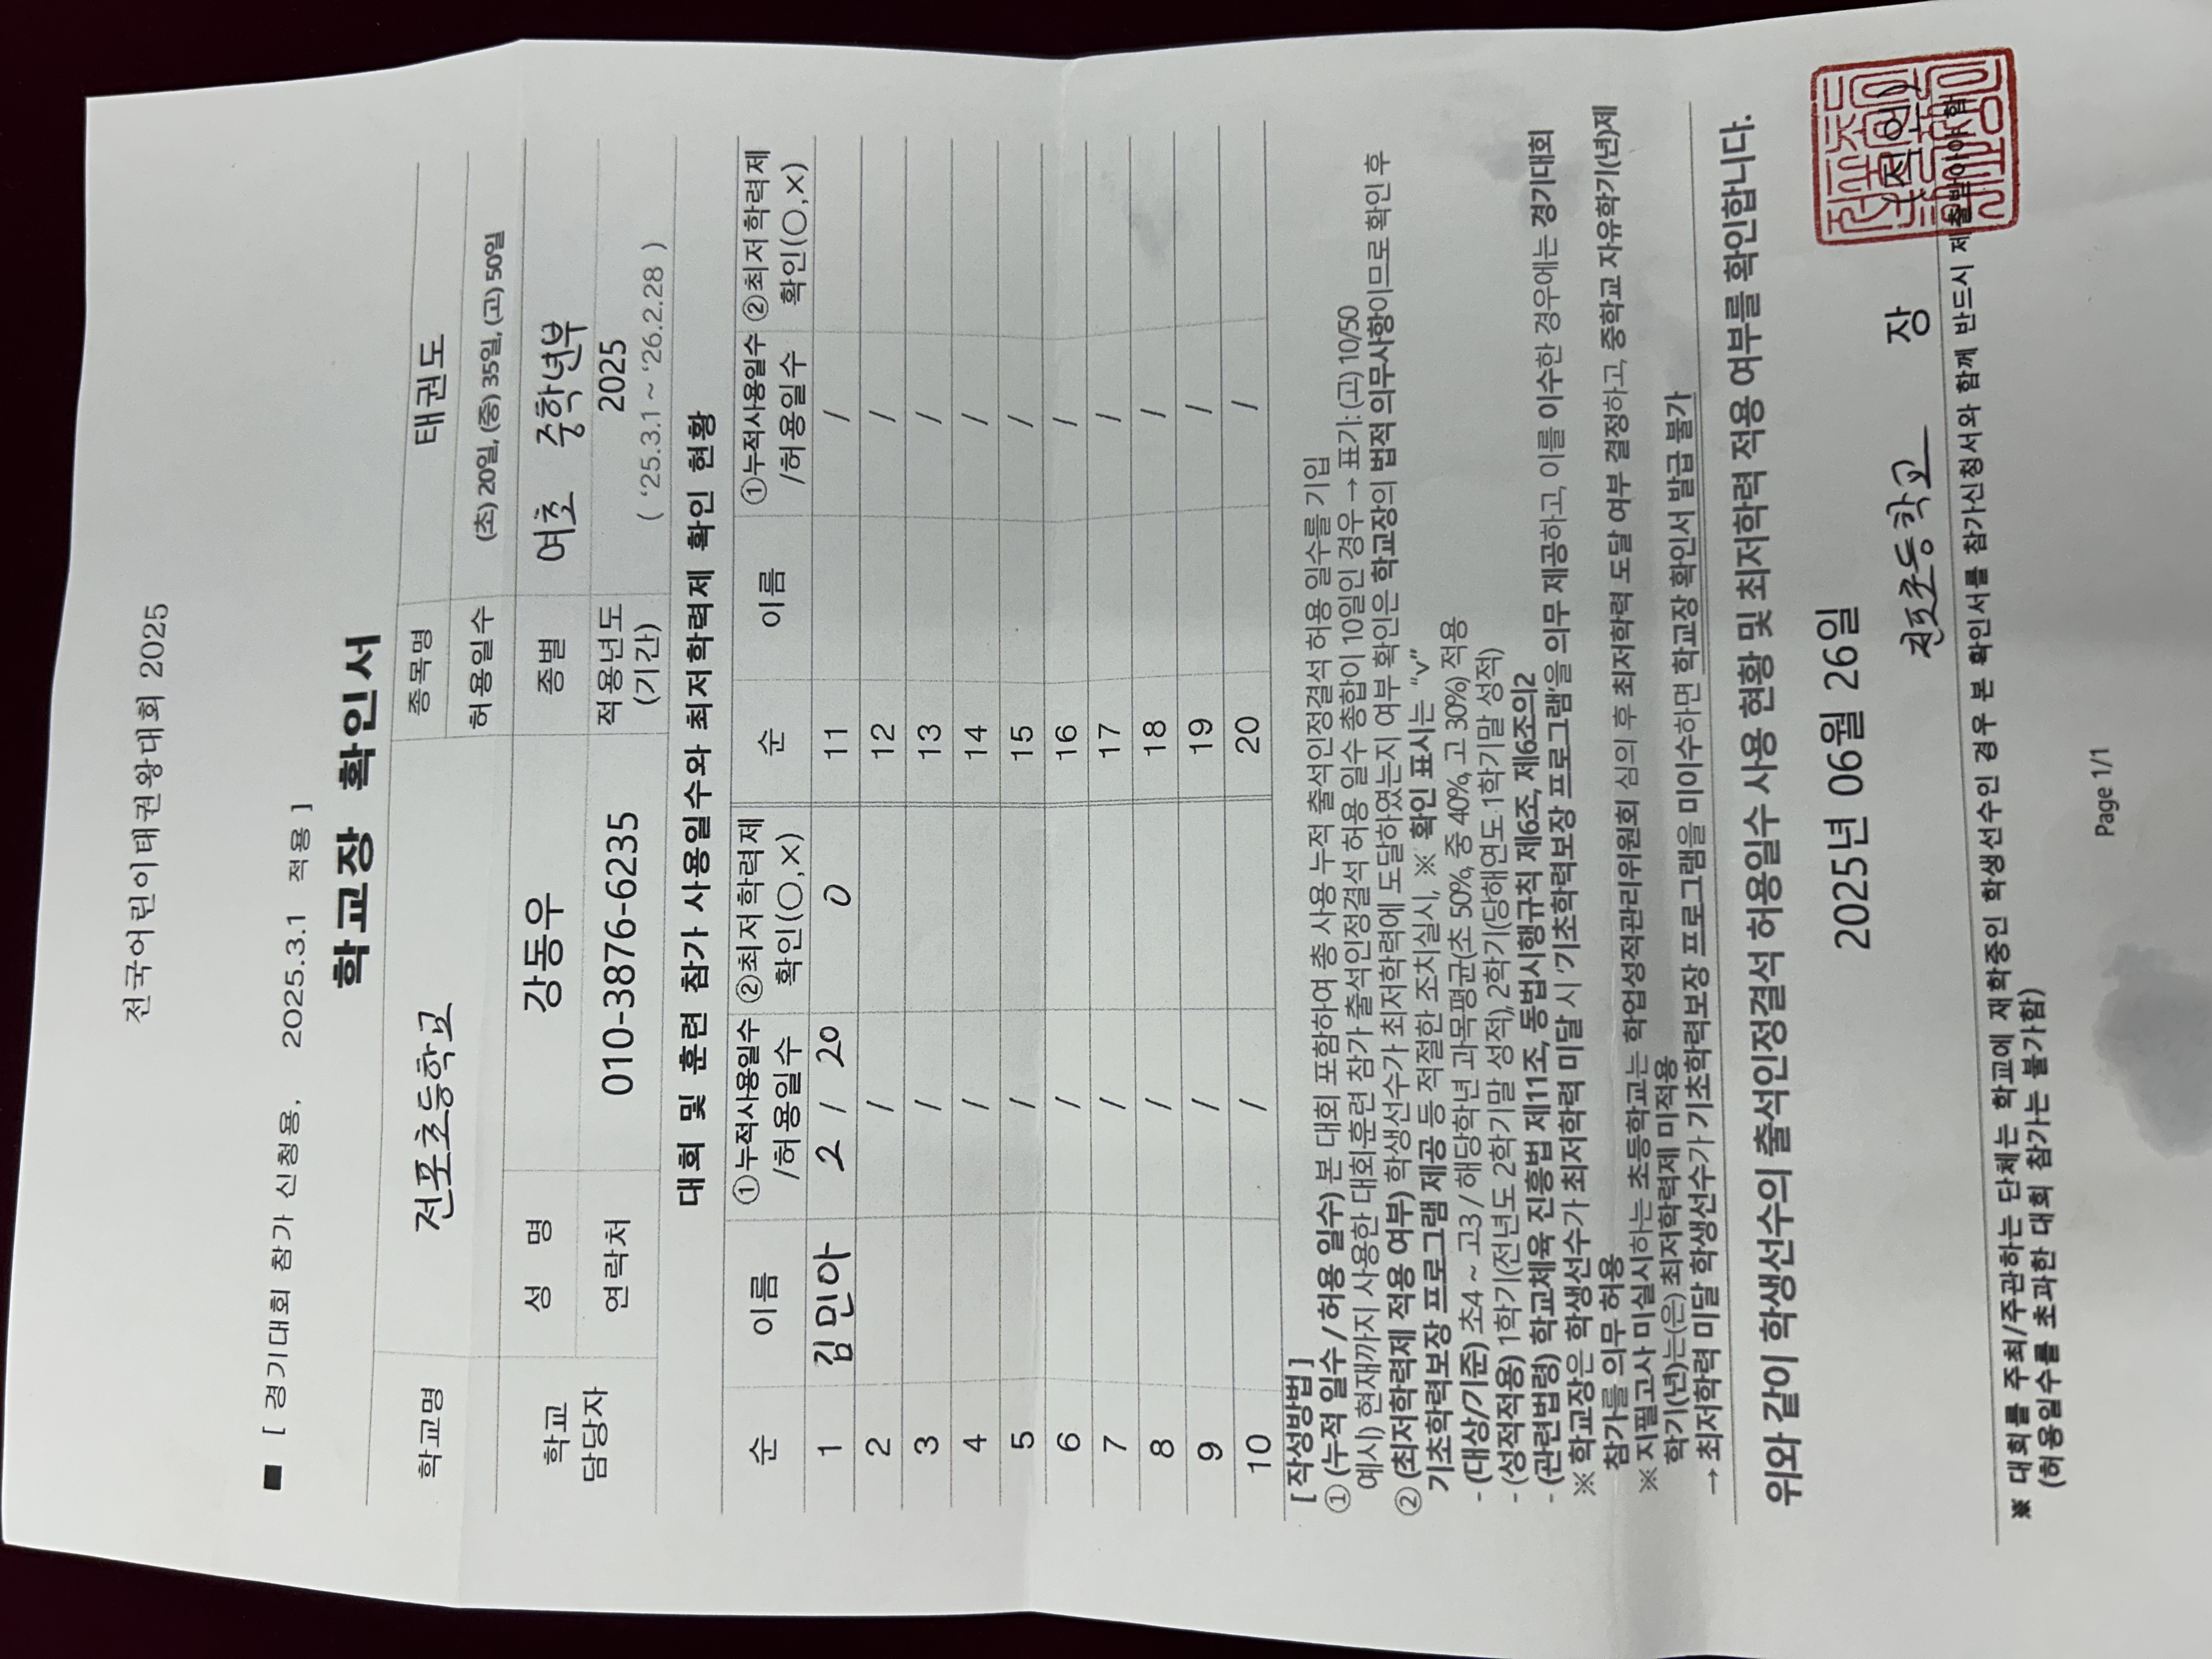 전국어린이태권왕대회 2025
■ [ 경기대회 참가 신청용, 2025.3.1 적용 ]
학교장 확인서
학교명 전포초등학교 종목명 태권도
허용일수 (초) 20일, (중) 35일, (고) 50일
학교 담당자 성 명 강동우 종별 여초 중학년부
연락처 010-3876-6235 적용년도 (기간) 2025 ( ‘25.3.1 ~ ‘26.2.28 )
대회 및 훈련 참가 사용일수와 최저학력제 확인 현황
순 이름 ①누적사용일수 /허용일수 ②최저학력제 확인(○,×) 순 이름 ①누적사용일수 /허용일수 ②최저학력제 확인(○,×)
1 김민아 2 / 20 0 11 /
2 / 12 /
3 / 13 /
4 / 14 /
5 / 15 /
6 / 16 /
7 / 17 /
8 / 18 /
9 / 19 /
10 / 20 /
[ 작성방법 ]
① (누적 일수 / 허용 일수) 본 대회 포함하여 총 사용 누적 출석인정결석 허용 일수를 기입
예시) 현재까지 사용한 대회·훈련 참가 출석인정결석 허용 일수 총합이 10일인 경우 → 표기: (고) 10/50
② (최저학력제 적용 여부) 학생선수가 최저학력에 도달하였는지 여부 확인은 학교장의 법적 의무사항이므로 확인 후
기초학력보장 프로그램 제공 등 적절한 조치실시, ※ 확인 표시는 “v”
- (대상/기준) 초4 ~ 고3 / 해당학년 과목평균(초 50%, 중 40%, 고 30%) 적용
- (성적적용) 1학기(전년도 2학기말 성적), 2학기(당해연도 1학기말 성적)
- (관련법령) 학교체육 진흥법 제11조, 동법시행규칙 제6조, 제6조의2
※ 학교장은 학생선수가 최저학력 미달 시 ‘기초학력보장 프로그램’을 의무 제공하고, 이를 이수한 경우에는 경기대회
참가를 의무 허용
※ 지필고사 미실시하는 초등학교는 학업성적관리위원회 심의 후 최저학력 도달 여부 결정하고, 중학교 자유학기(년)제
학기(년)는(은) 최저학력제 미적용
→ 최저학력 미달 학생선수가 기초학력보장 프로그램을 미이수하면 학교장 확인서 발급 불가
위와 같이 학생선수의 출석인정결석 허용일수 사용 현황 및 최저학력 적용 여부를 확인합니다.
2025년 06월 26일
전포초등학교 장 (직인)
※ 대회를 주최/주관하는 단체는 학교에 재학중인 학생선수인 경우 본 확인서를 참가신청서와 함께 반드시 제출받아야 함
(허용일수를 초과한 대회 참가는 불가함)
Page 1/1